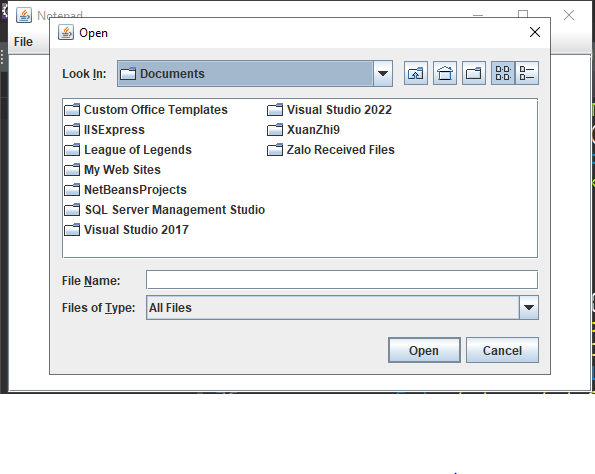 Notepad
Open
File
Look In: Documents
Custom Office Templates
IISExpress
League of Legends
My Web Sites
NetBeansProjects
SQL Server Management Studio
Visual Studio 2017
Visual Studio 2022
XuanZhi9
Zalo Received Files
File Name:
Files of Type: All Files
Open Cancel